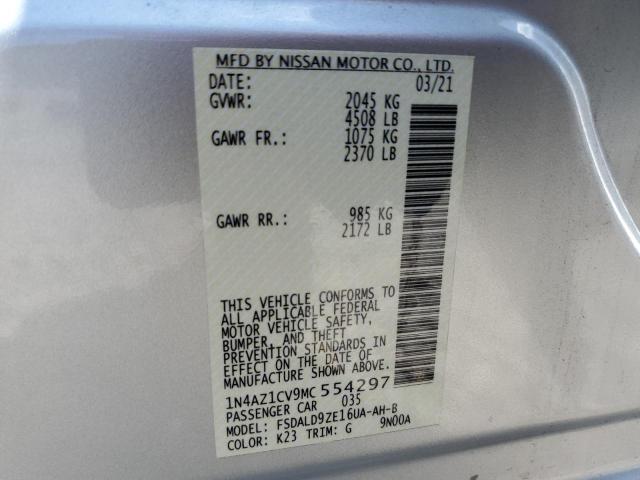 MFD BY NISSAN MOTOR CO., LTD.
DATE: 03/21
GVWR: 2045 KG
4508 LB
GAWR FR.: 1075 KG
2370 LB
GAWR RR.: 985 KG
2172 LB
THIS VEHICLE CONFORMS TO
ALL APPLICABLE FEDERAL
MOTOR VEHICLE SAFETY,
BUMPER, AND THEFT
PREVENTION STANDARDS IN
EFFECT ON THE DATE OF
MANUFACTURE SHOWN ABOVE.
1N4AZ1CV9MC554297
PASSENGER CAR 035
MODEL: FSDALD9ZE16UA-AH-B
COLOR: K23 TRIM: G 9N00A